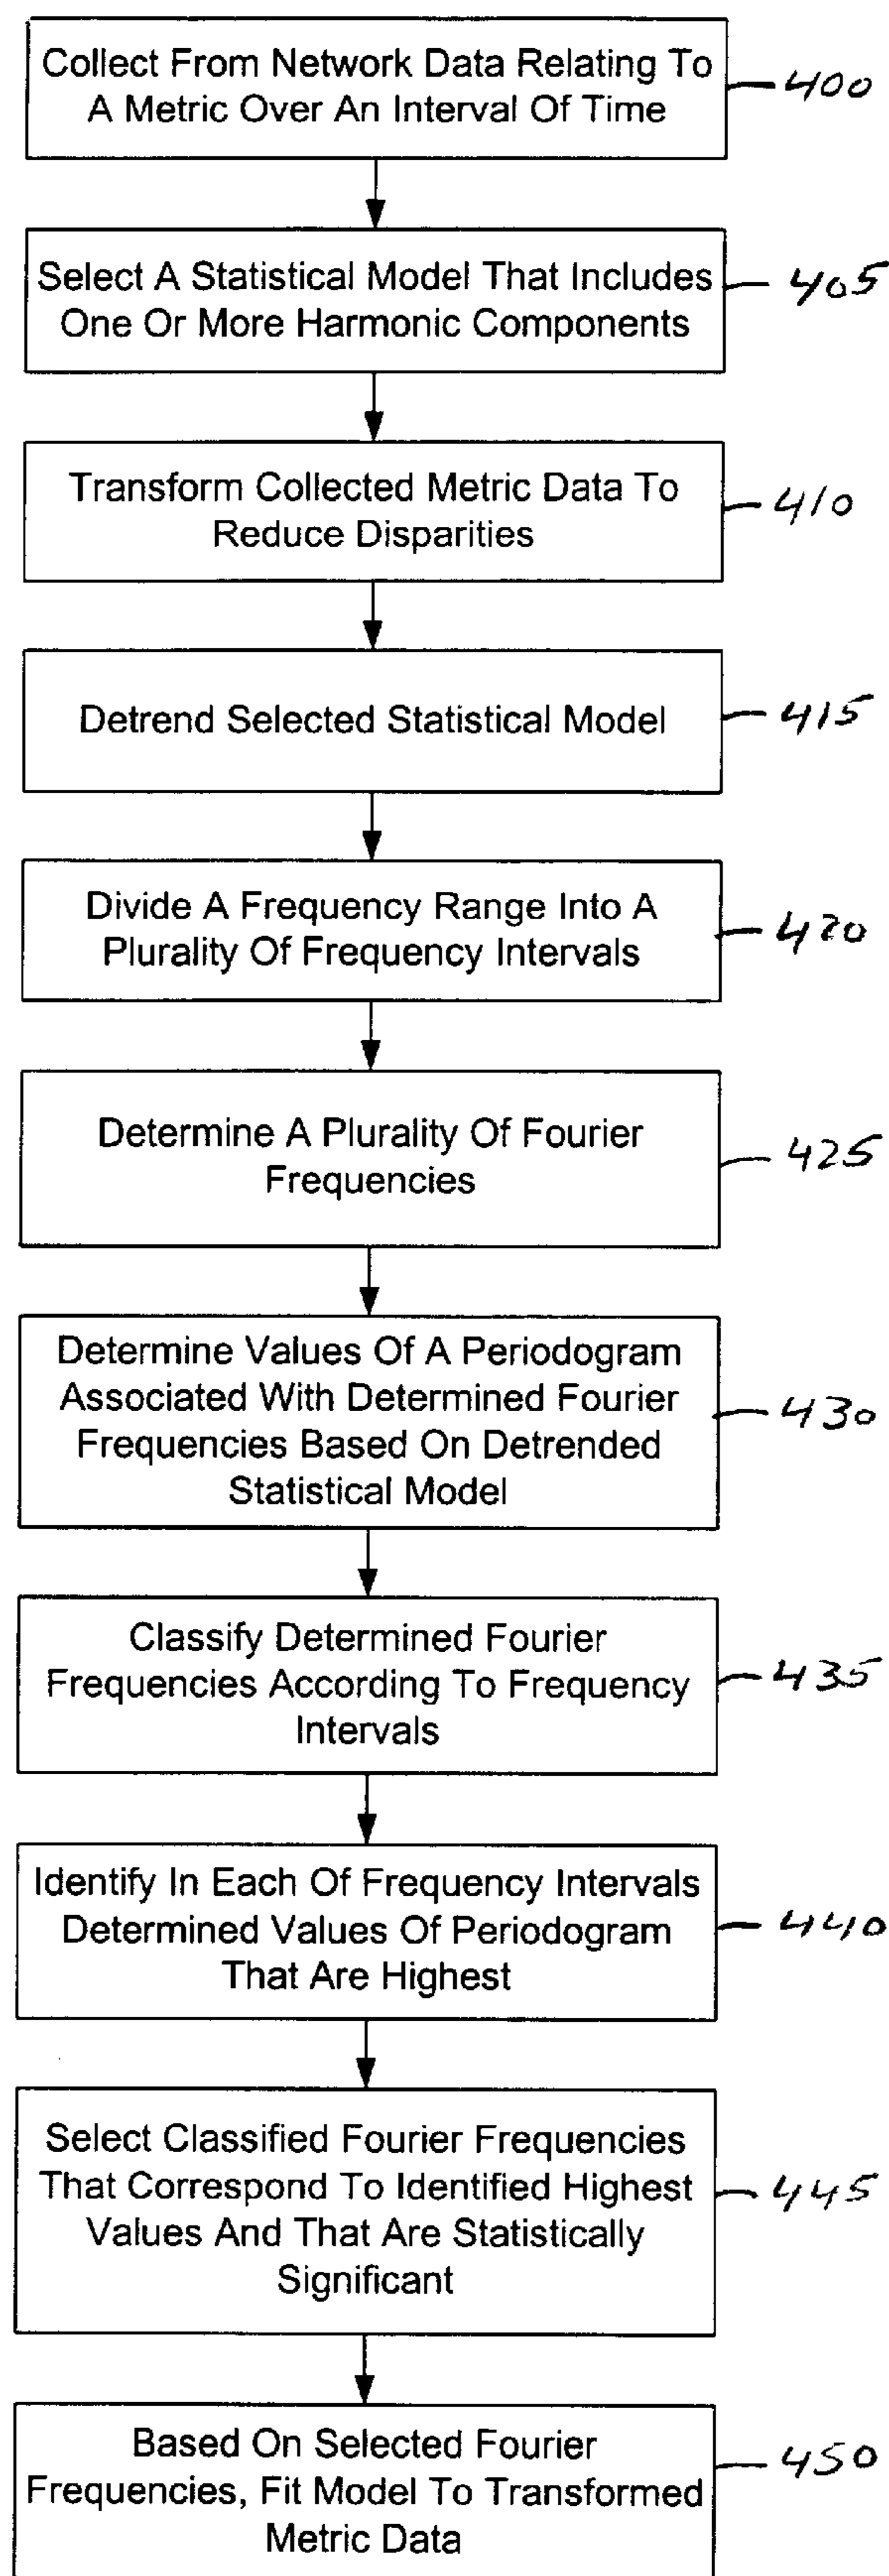 Collect From Network Data Relating To
A Metric Over An Interval Of Time
400
Select A Statistical Model That Includes
One Or More Harmonic Components
405
Transform Collected Metric Data To
Reduce Disparities
410
Detrend Selected Statistical Model
415
Divide A Frequency Range Into A
Plurality Of Frequency Intervals
420
Determine A Plurality Of Fourier
Frequencies
425
Determine Values Of A Periodogram
Associated With Determined Fourier
Frequencies Based On Detrended
Statistical Model
430
Classify Determined Fourier
Frequencies According To Frequency
Intervals
435
Identify In Each Of Frequency Intervals
Determined Values Of Periodogram
That Are Highest
440
Select Classified Fourier Frequencies
That Correspond To Identified Highest
Values And That Are Statistically
Significant
445
Based On Selected Fourier
Frequencies, Fit Model To Transformed
Metric Data
450